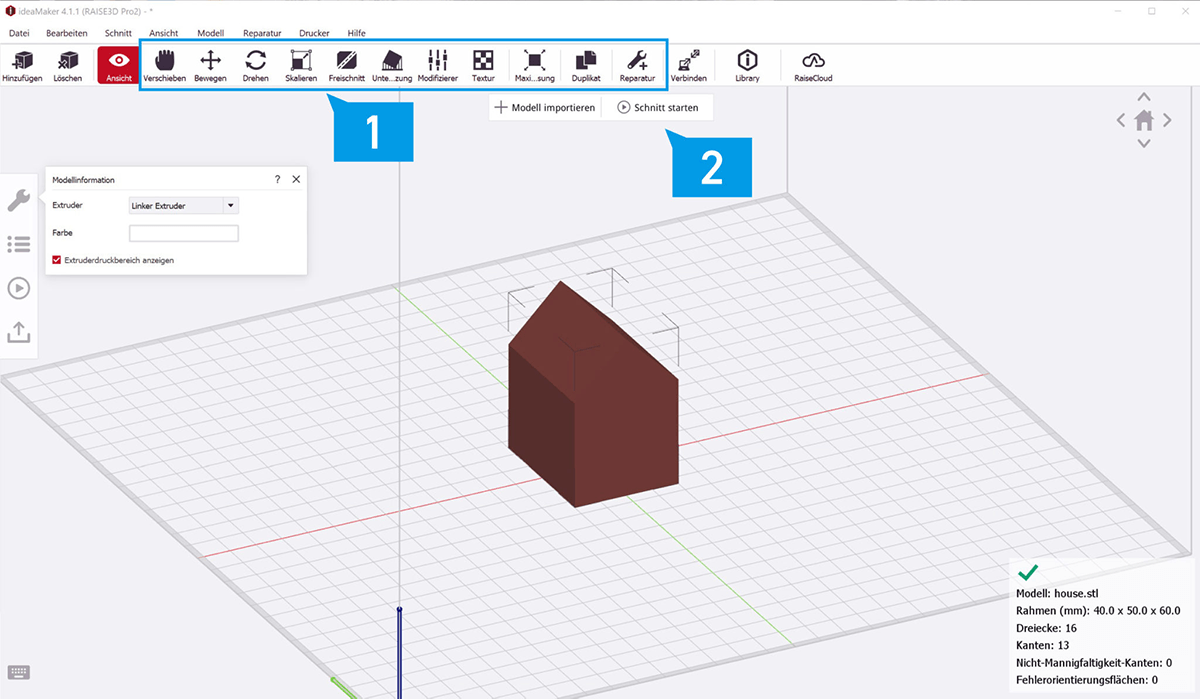 ideaMaker 4.1.1 (RAISE3D Pro2) - *
Datei Bearbeiten Schnitt Ansicht Modell Reparatur Drucker Hilfe
Hinzufügen Löschen Ansicht Verschieben Bewegen Drehen Skalieren Freischnitt Unte...zung Modifizierer Textur Maxi...sung Duplikat Reparatur Verbinden Library RaiseCloud
Modell importieren Schnitt starten
1
2
Modellinformation ?
Extruder Linker Extruder
Farbe
Extruderdruckbereich anzeigen
Modell: house.stl
Rahmen (mm): 40.0 x 50.0 x 60.0
Dreiecke: 16
Kanten: 13
Nicht-Mannigfaltigkeit-Kanten: 0
Fehlerorientierungsflächen: 0